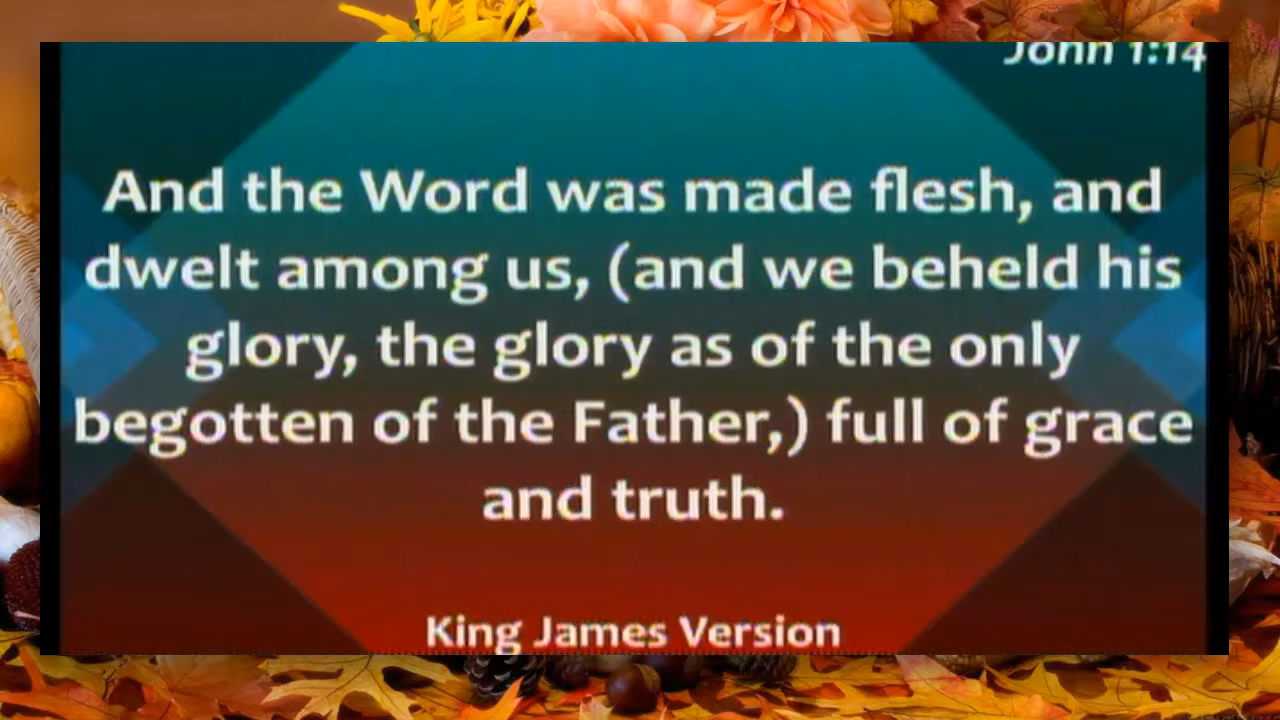 John 1:14
And the Word was made flesh, and
dwelt among us, (and we beheld his
glory, the glory as of the only
begotten of the Father,) full of grace
and truth.
King James Version